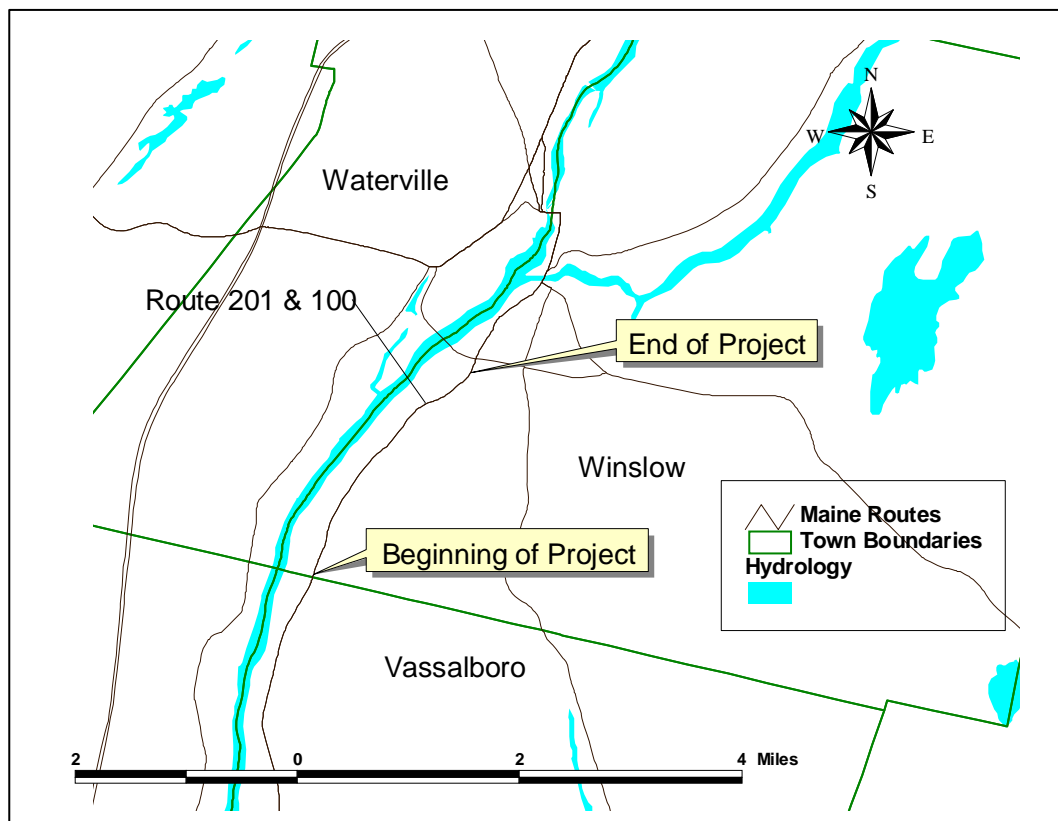 N
W E
S
Waterville
Route 201 & 100
End of Project
Winslow
Maine Routes
Town Boundaries
Hydrology
Beginning of Project
Vassalboro
2 0 2 4 Miles